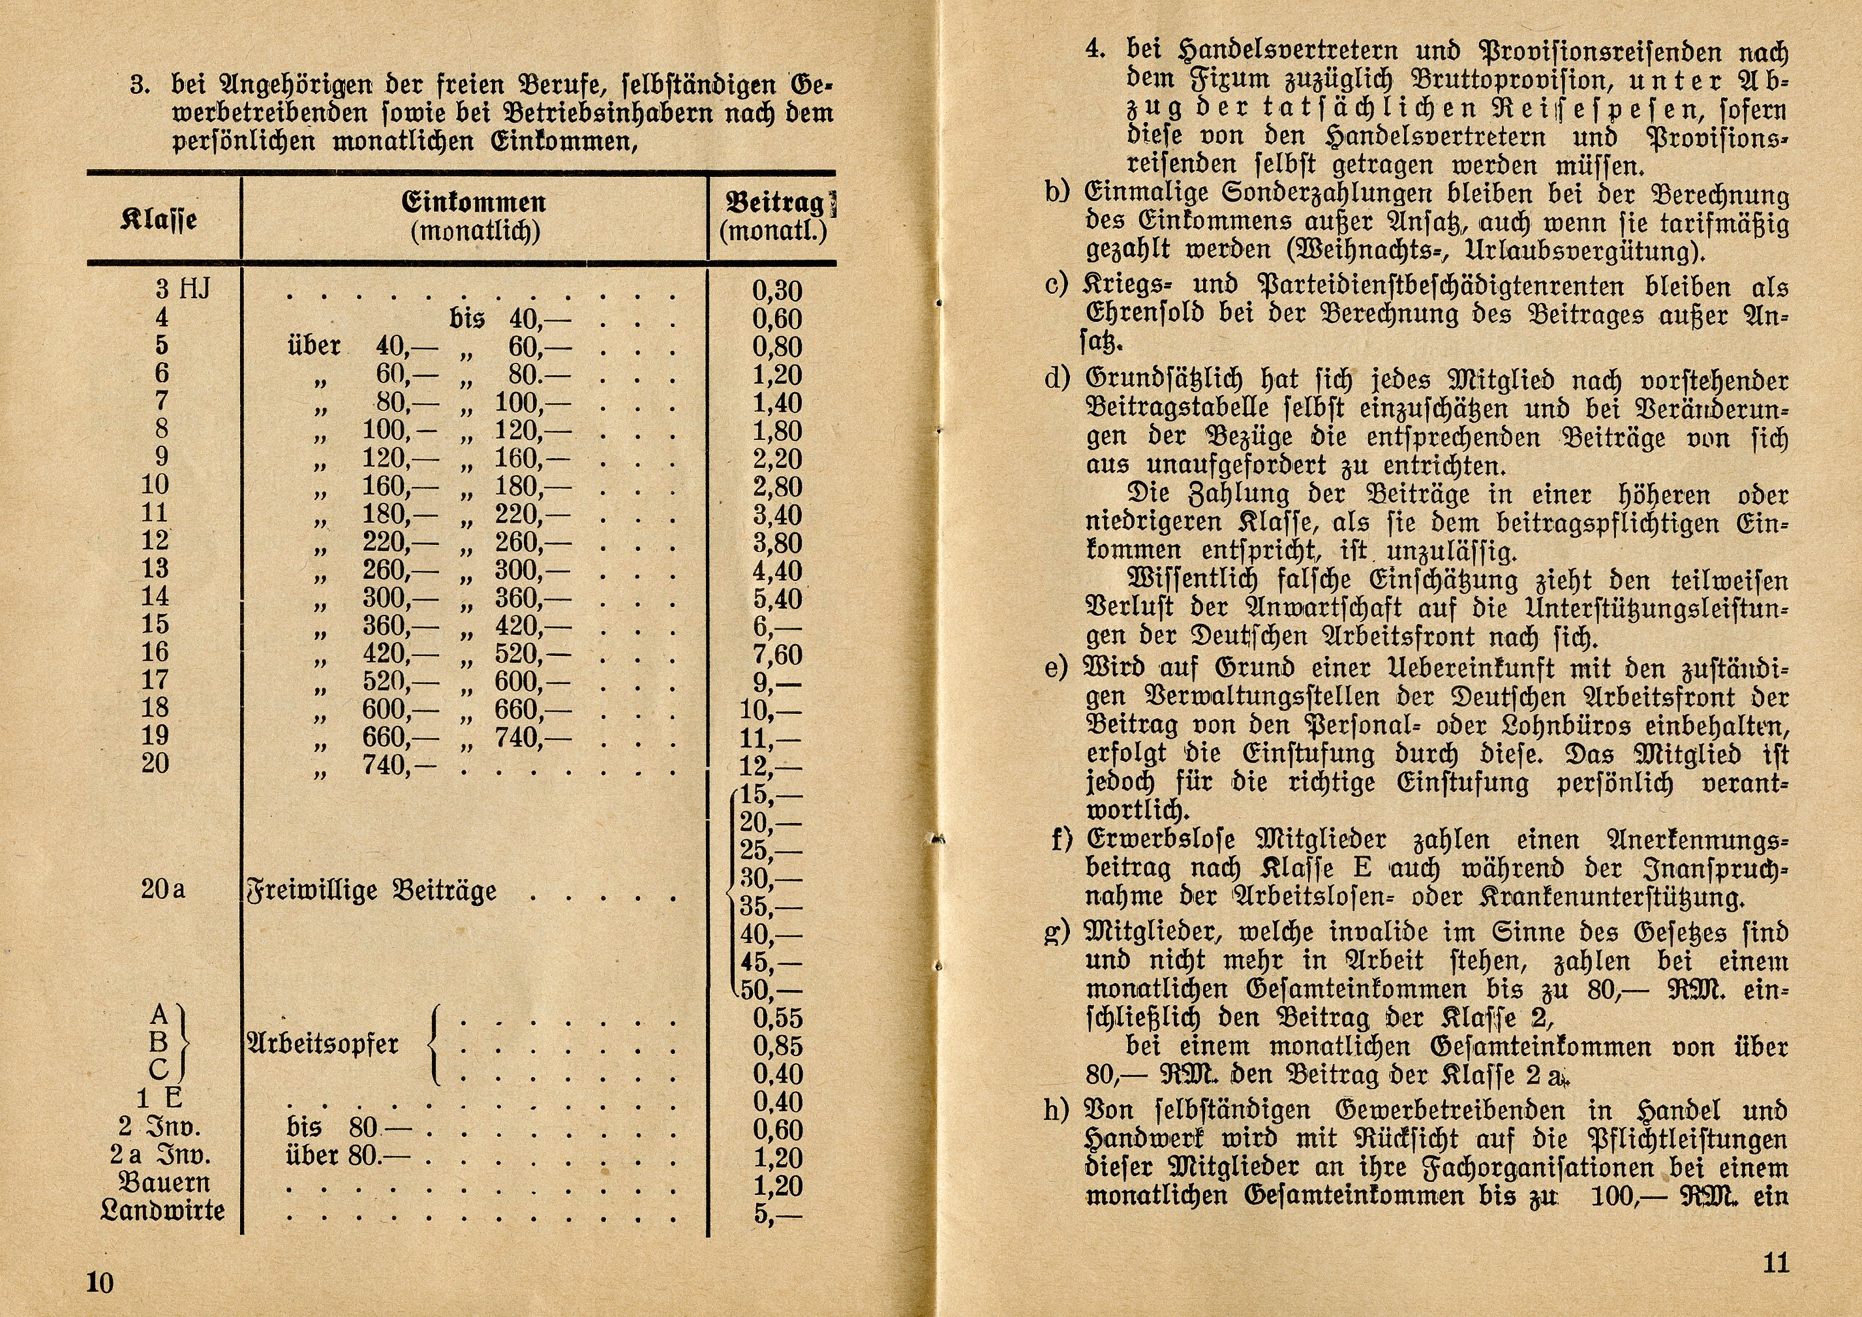 3. bei Angehörigen der freien Berufe, selbständigen Ge-
werbetreibenden sowie bei Betriebsinhabern nach dem
persönlichen monatlichen Einkommen,
Klasse Einkommen (monatlich) Beitrag (monatl.)
3 HJ . . . . . . . . . . . . 0,30
4 bis 40,— . . . 0,60
5 über 40,— „ 60,— . . . 0,80
6 „ 60,— „ 80.— . . . 1,20
7 „ 80,— „ 100,— . . . 1,40
8 „ 100,— „ 120,— . . . 1,80
9 „ 120,— „ 160,— . . . 2,20
10 „ 160,— „ 180,— . . . 2,80
11 „ 180,— „ 220,— . . . 3,40
12 „ 220,— „ 260,— . . . 3,80
13 „ 260,— „ 300,— . . . 4,40
14 „ 300,— „ 360,— . . . 5,40
15 „ 360,— „ 420,— . . . 6,—
16 „ 420,— „ 520,— . . . 7,60
17 „ 520,— „ 600,— . . . 9,—
18 „ 600,— „ 660,— . . . 10,—
19 „ 660,— „ 740,— . . . 11,—
20 „ 740,— . . . . . . . 12,—
15,—
20,—
25,—
30,—
20a Freiwillige Beiträge . . . . .
35,—
40,—
45,—
50,—
A . . . . . . . 0,55
B Arbeitsopfer . . . . . . . 0,85
C . . . . . . . 0,40
1 E . . . . . . . . . . . . 0,40
2 Inv. bis 80.— . . . . . . . . 0,60
2a Inv. über 80.— . . . . . . . . 1,20
Bauern . . . . . . . . . . . . 1,20
Landwirte . . . . . . . . . . . . 5,—
10
4. bei Handelsvertretern und Provisionsreisenden nach
dem Fixum zuzüglich Bruttoprovision, unter Ab-
zug der tatsächlichen Reisespesen, sofern
diese von den Handelsvertretern und Provisions-
reisenden selbst getragen werden müssen.
b) Einmalige Sonderzahlungen bleiben bei der Berechnung
des Einkommens außer Ansatz, auch wenn sie tarifmäßig
gezahlt werden (Weihnachts-, Urlaubsvergütung).
c) Kriegs- und Parteidienstbeschädigtenrenten bleiben als
Ehrensold bei der Berechnung des Beitrages außer An-
satz.
d) Grundsätzlich hat sich jedes Mitglied nach vorstehender
Beitragstabelle selbst einzuschätzen und bei Veränderun-
gen der Bezüge die entsprechenden Beiträge von sich
aus unaufgefordert zu entrichten.
Die Zahlung der Beiträge in einer höheren oder
niedrigeren Klasse, als sie dem beitragspflichtigen Ein-
kommen entspricht, ist unzulässig.
Wissentlich falsche Einschätzung zieht den teilweisen
Verlust der Anwartschaft auf die Unterstützungsleistun-
gen der Deutschen Arbeitsfront nach sich.
e) Wird auf Grund einer Uebereinkunft mit den zuständi-
gen Verwaltungsstellen der Deutschen Arbeitsfront der
Beitrag von den Personal- oder Lohnbüros einbehalten,
erfolgt die Einstufung durch diese. Das Mitglied ist
jedoch für die richtige Einstufung persönlich verant-
wortlich.
f) Erwerbslose Mitglieder zahlen einen Anerkennungs-
beitrag nach Klasse E auch während der Inanspruch-
nahme der Arbeitslosen- oder Krankenunterstützung.
g) Mitglieder, welche invalide im Sinne des Gesetzes sind
und nicht mehr in Arbeit stehen, zahlen bei einem
monatlichen Gesamteinkommen bis zu 80,— RM. ein-
schließlich den Beitrag der Klasse 2,
bei einem monatlichen Gesamteinkommen von über
80,— RM. den Beitrag der Klasse 2a.
h) Von selbständigen Gewerbetreibenden in Handel und
Handwerk wird mit Rücksicht auf die Pflichtleistungen
dieser Mitglieder an ihre Fachorganisationen bei einem
monatlichen Gesamteinkommen bis zu 100,— RM. ein
11